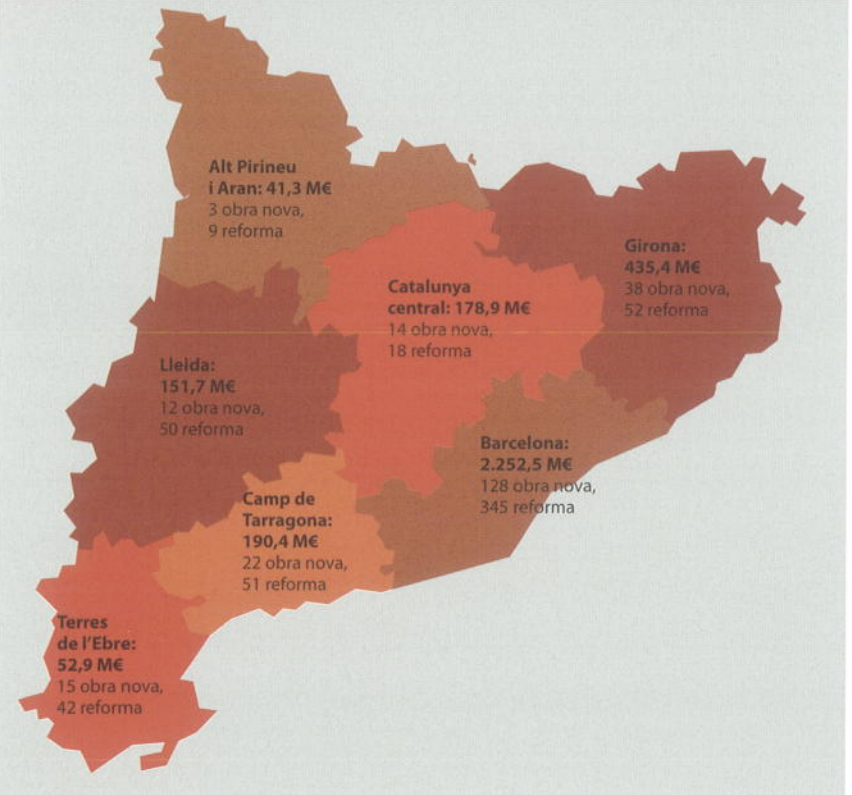 Alt Pirineu
i Aran: 41,3 M€
3 obra nova,
9 reforma
Girona:
435,4 M€
38 obra nova,
52 reforma
Catalunya
central: 178,9 M€
14 obra nova,
18 reforma
Lleida:
151,7 M€
12 obra nova,
50 reforma
Barcelona:
2.252,5 M€
128 obra nova,
345 reforma
Camp de
Tarragona:
190,4 M€
22 obra nova,
51 reforma
Terres
de l'Ebre:
52,9 M€
15 obra nova,
42 reforma